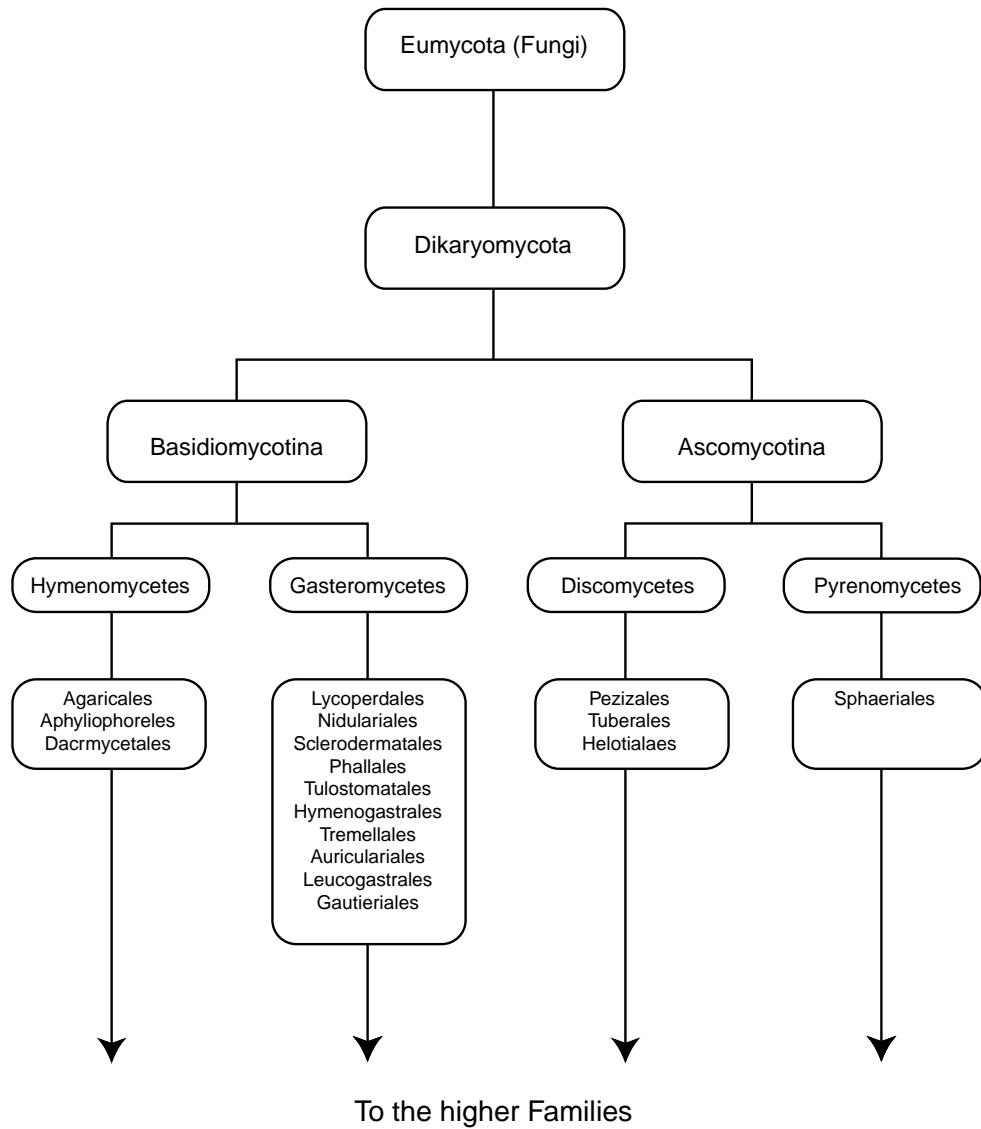 Eumycota (Fungi)
Dikaryomycota
Basidiomycotina
Ascomycotina
Hymenomycetes
Gasteromycetes
Discomycetes
Pyrenomycetes
Agaricales
Aphyliophoreles
Dacrmycetales
Lycoperdales
Nidulariales
Sclerodermatales
Phallales
Tulostomatales
Hymenogastrales
Tremellales
Auriculariales
Leucogastrales
Gautieriales
Pezizales
Tuberales
Helotialaes
Sphaeriales
To the higher Families